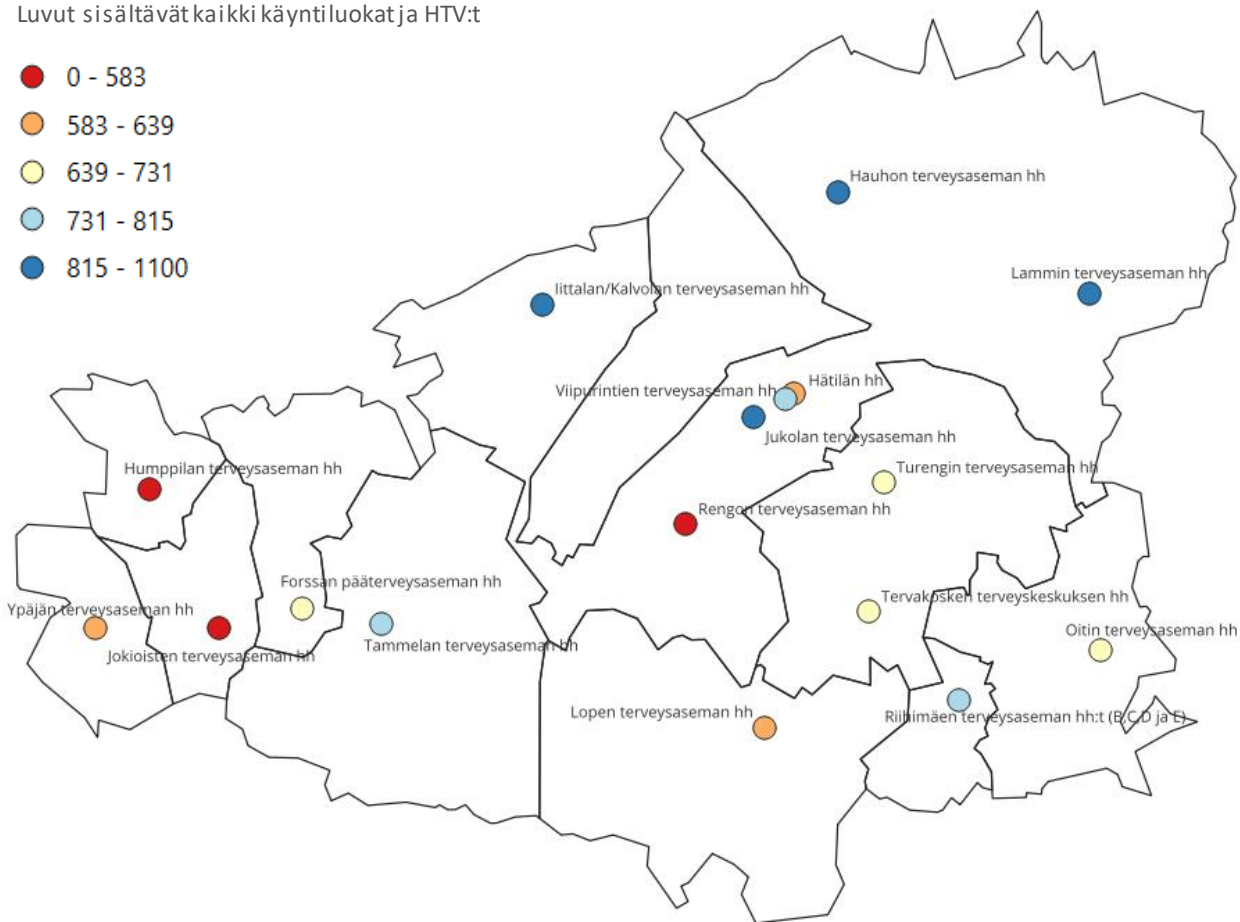 Luvut sisältävät kaikki käyntiluokat ja HTV:t
0 - 583
583 - 639
639 - 731
731 - 815
815 - 1100
Hauhon terveysaseman hh
Lammin terveysaseman hh
Iittalan/Kalvolan terveysaseman hh
Hätilän hh
Viipurintien terveysaseman hh
Jukolan terveysaseman hh
Humppilan terveysaseman hh
Turengin terveysaseman hh
Rengon terveysaseman hh
Forssan pääterveysaseman hh
Tervakosken terveyskeskuksen hh
Ypäjän terveysaseman hh
Oitin terveysaseman hh
Tammelan terveysaseman hh
Jokioisten terveysaseman hh
Lopen terveysaseman hh
Riihimäen terveysaseman hh:t (B,C,D ja E)